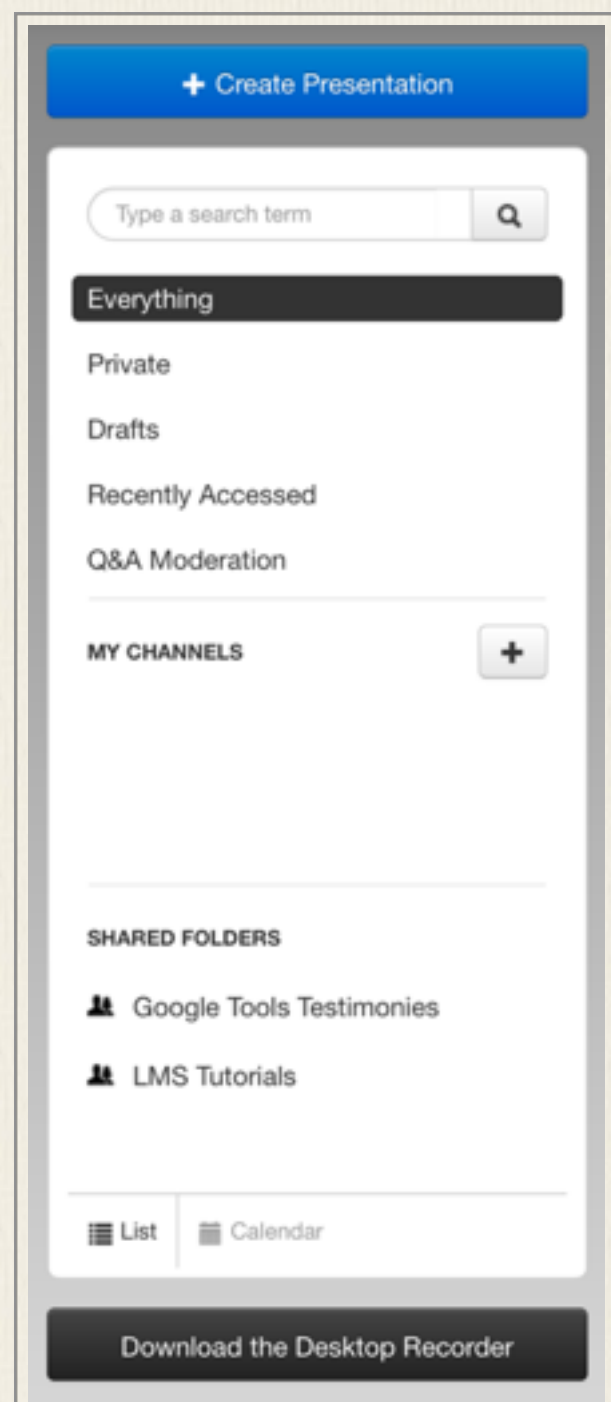 Create Presentation
Type a search term
Everything
Private
Drafts
Recently Accessed
Q&A Moderation
MY CHANNELS
SHARED FOLDERS
Google Tools Testimonies
LMS Tutorials
List Calendar
Download the Desktop Recorder